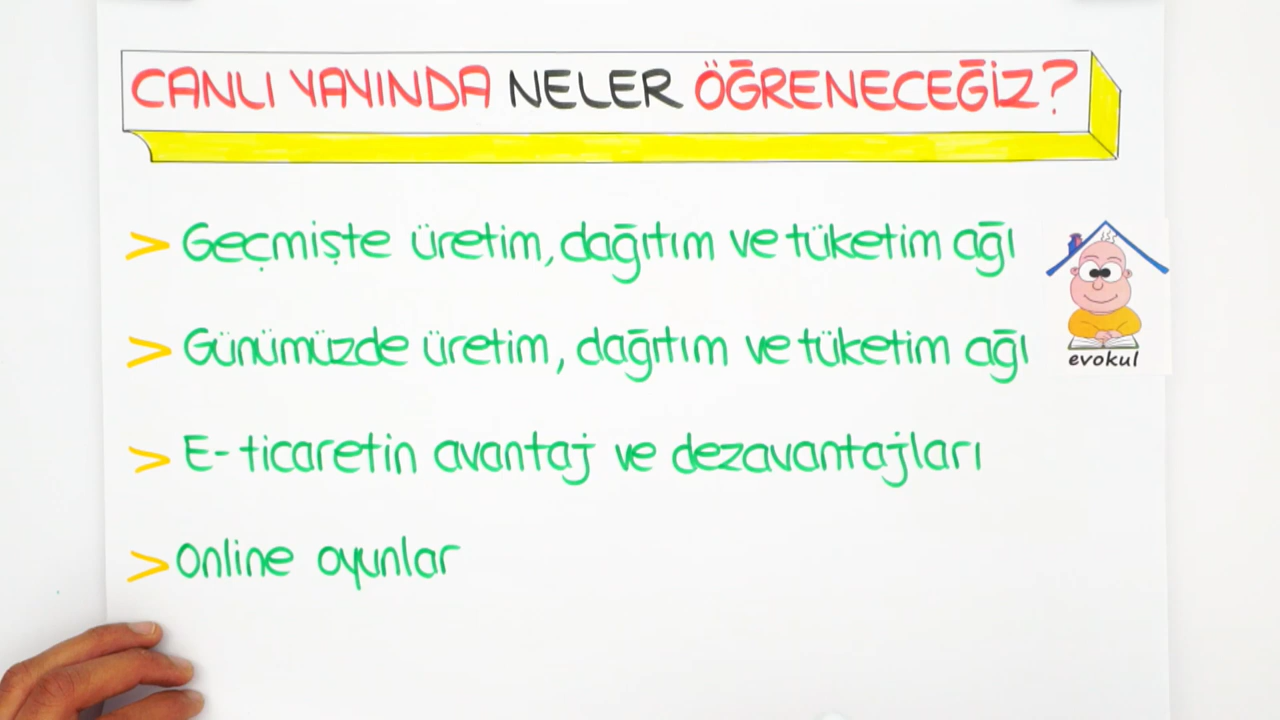 CANLI YAYINDA NELER ÖĞRENECEĞİZ?
> Geçmişte üretim, dağıtım ve tüketim ağı
> Günümüzde üretim, dağıtım ve tüketim ağı
evokul
> E-ticaretin avantaj ve dezavantajları
> Online oyunlar